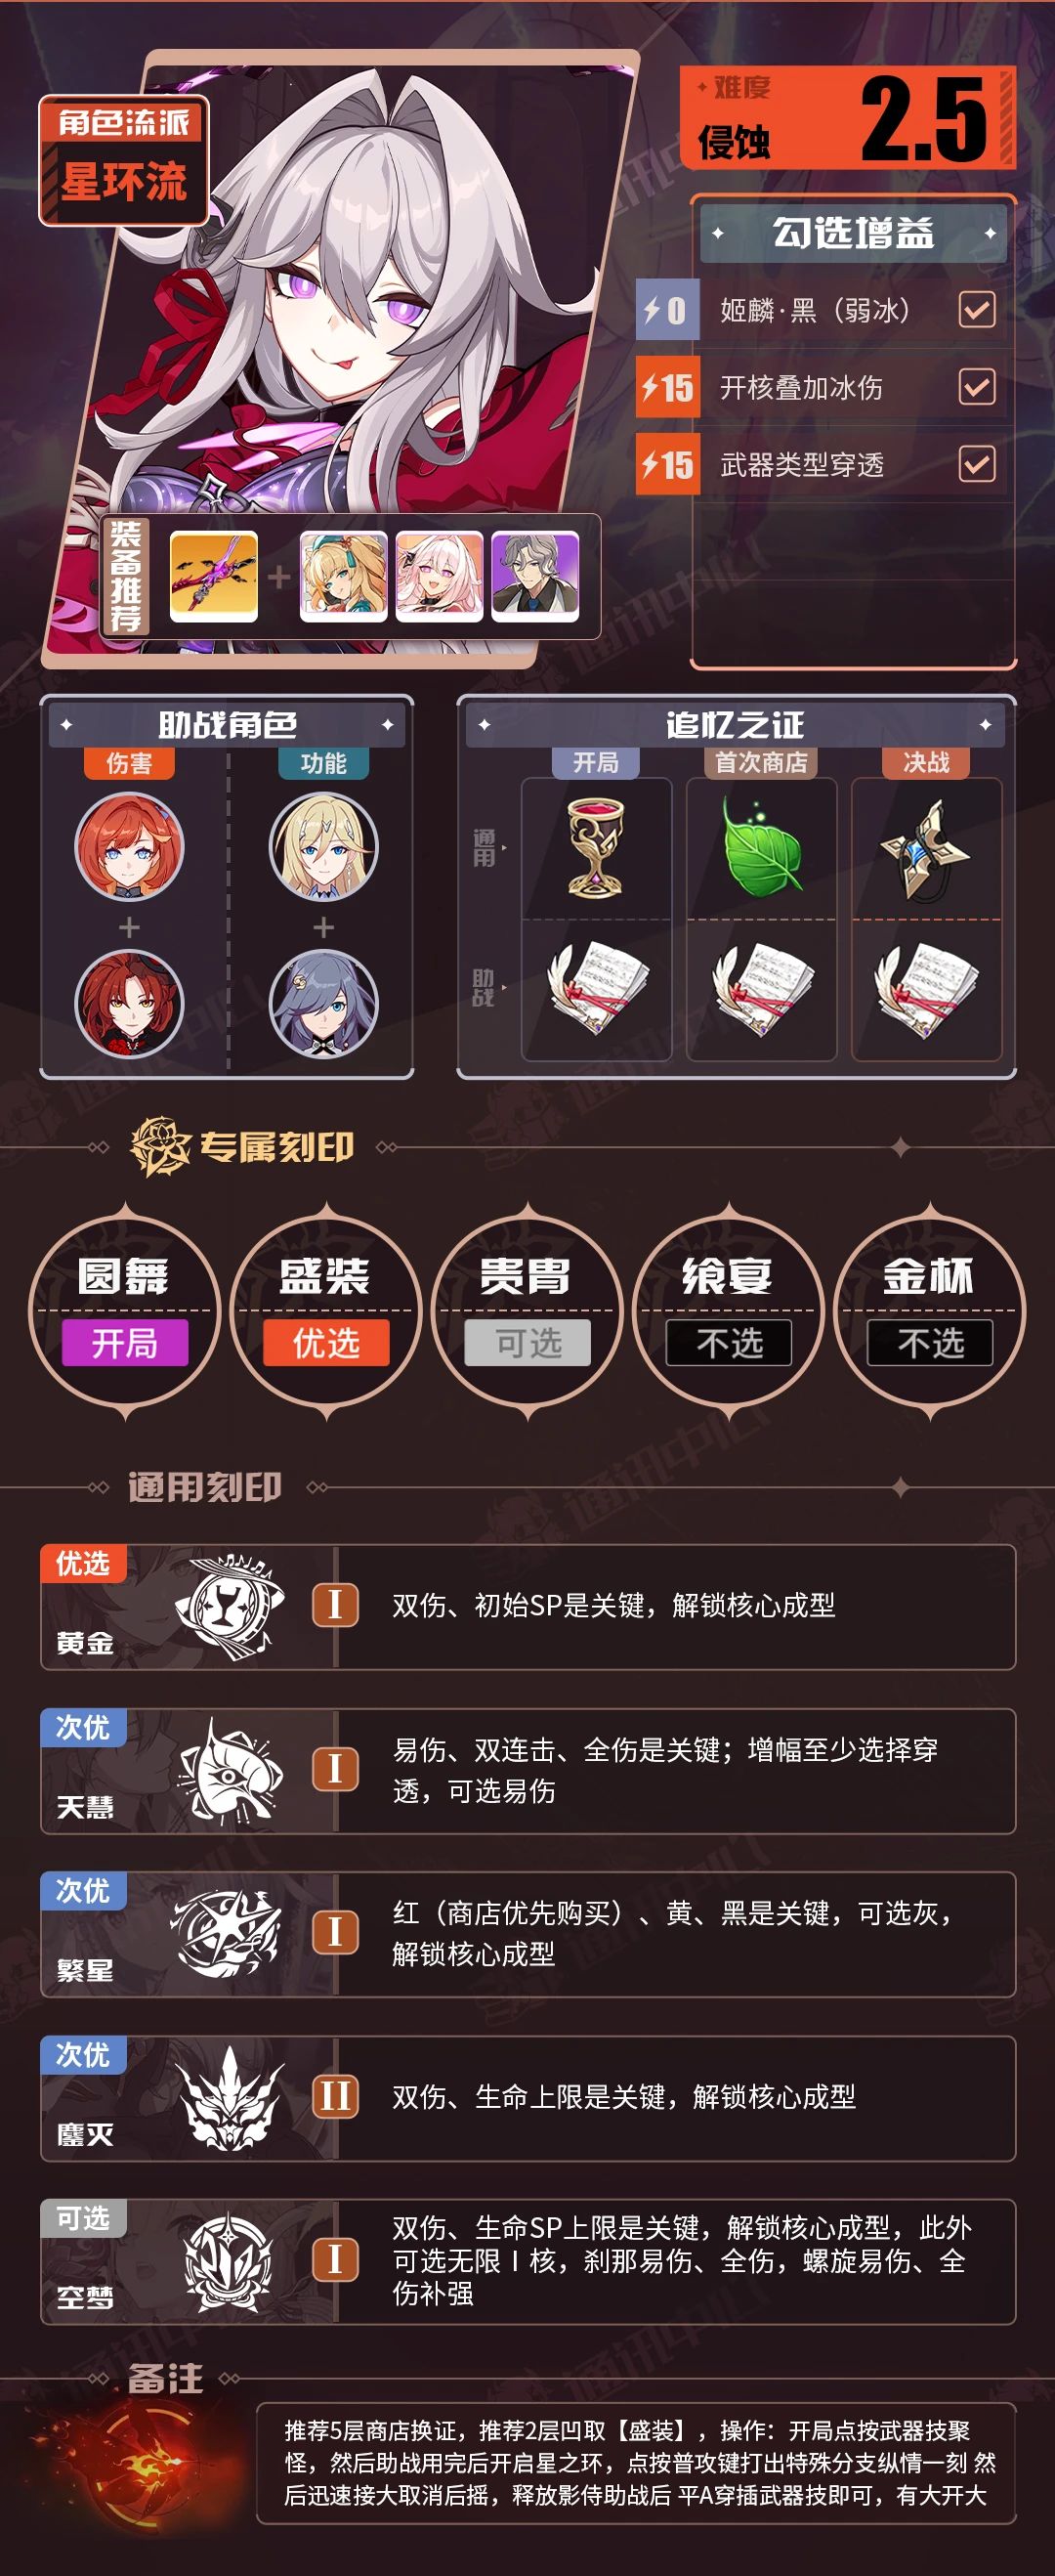 角色流派
星环流
难度
侵蚀
2.5
勾选增益
0
姬麟·黑（弱冰）
15
开核叠加冰伤
15
武器类型穿透
装备推荐
助战角色
伤害
功能
追忆之证
开局
首次商店
决战
通用
助战
专属刻印
圆舞
开局
盛装
优选
贵胄
可选
飨宴
不选
金杯
不选
通用刻印
优选
黄金
I
双伤、初始SP是关键，解锁核心成型
次优
天慧
I
易伤、双连击、全伤是关键；增幅至少选择穿
透，可选易伤
次优
繁星
I
红（商店优先购买）、黄、黑是关键，可选灰，
解锁核心成型
次优
鏖灭
II
双伤、生命上限是关键，解锁核心成型
可选
空梦
I
双伤、生命SP上限是关键，解锁核心成型，此外
可选无限Ⅰ核，刹那易伤、全伤，螺旋易伤、全
伤补强
备注
推荐5层商店换证，推荐2层凹取【盛装】，操作：开局点按武器技聚
怪，然后助战用完后开启星之环，点按普攻键打出特殊分支纵情一刻 然
后迅速接大取消后摇，释放影侍助战后 平A穿插武器技即可，有大开大
通讯中心